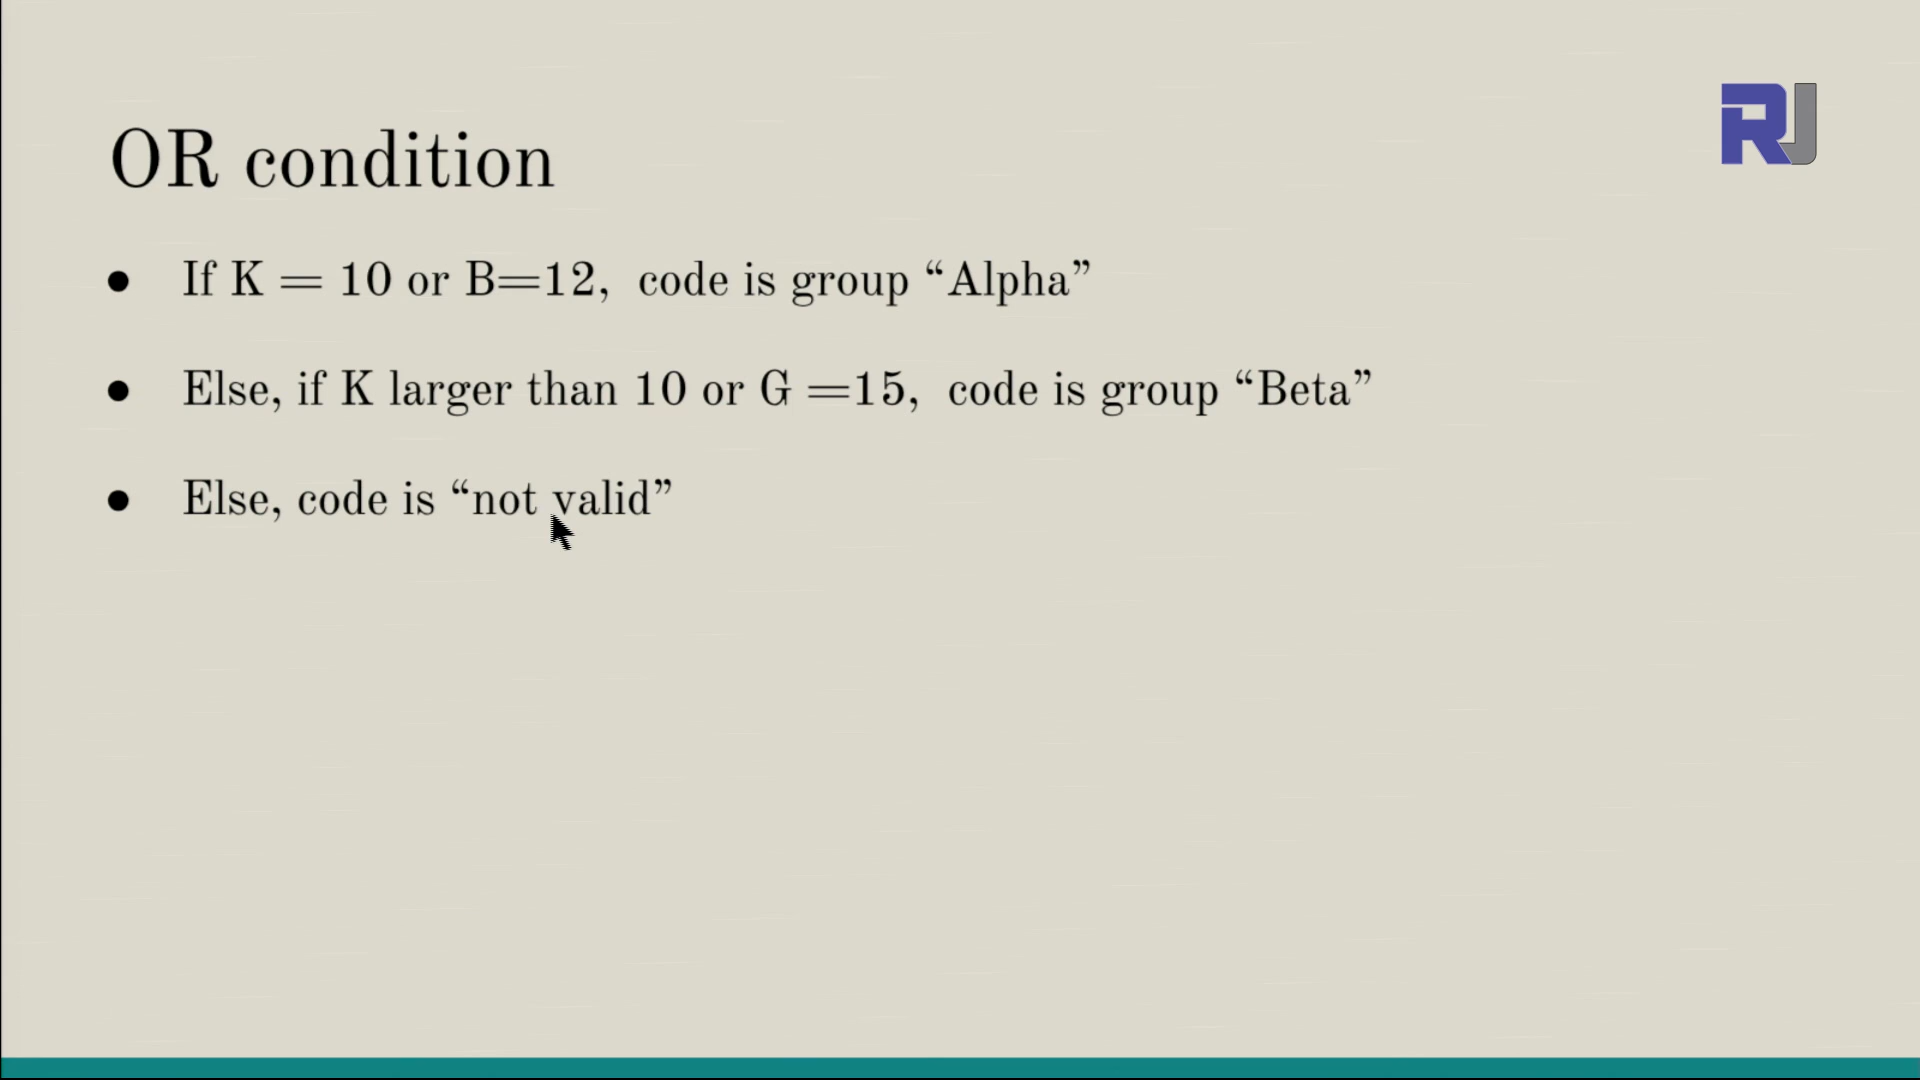 RJ
OR condition
● If K = 10 or B=12, code is group “Alpha”
● Else, if K larger than 10 or G =15, code is group “Beta”
● Else, code is “not valid”